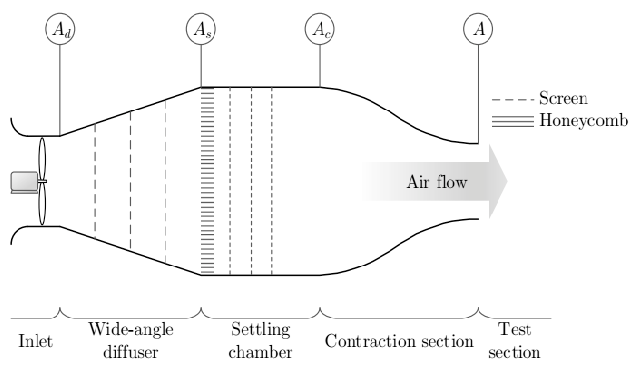 A_d
A_s
A_c
A
Screen
Honeycomb
Air flow
Inlet
Wide-angle
diffuser
Settling
chamber
Contraction section
Test
section